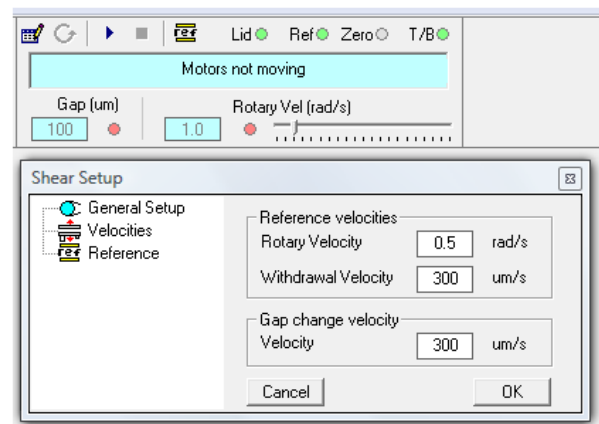 ref Lid Ref Zero T/B
Motors not moving
Gap (um) Rotary Vel (rad/s)
100 1.0
Shear Setup
General Setup
Velocities
ref Reference
Reference velocities
Rotary Velocity 0.5 rad/s
Withdrawal Velocity 300 um/s
Gap change velocity
Velocity 300 um/s
Cancel OK